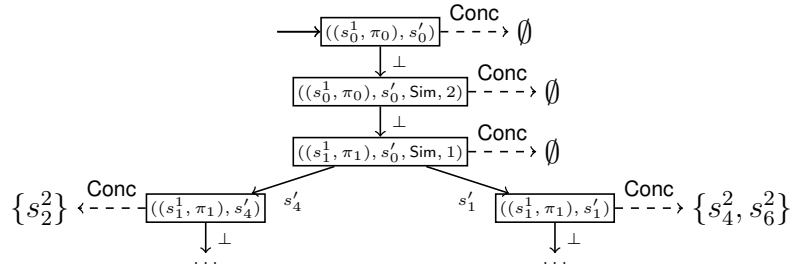 Conc
((s_0^1, π_0), s'_0) ∅
⊥
Conc
((s_0^1, π_0), s'_0, Sim, 2) ∅
⊥
Conc
((s_1^1, π_1), s'_0, Sim, 1) ∅
Conc s'_4 s'_1 Conc
{s_2^2} ((s_1^1, π_1), s'_4) ((s_1^1, π_1), s'_1) {s_4^2, s_6^2}
⊥ ⊥
... ...